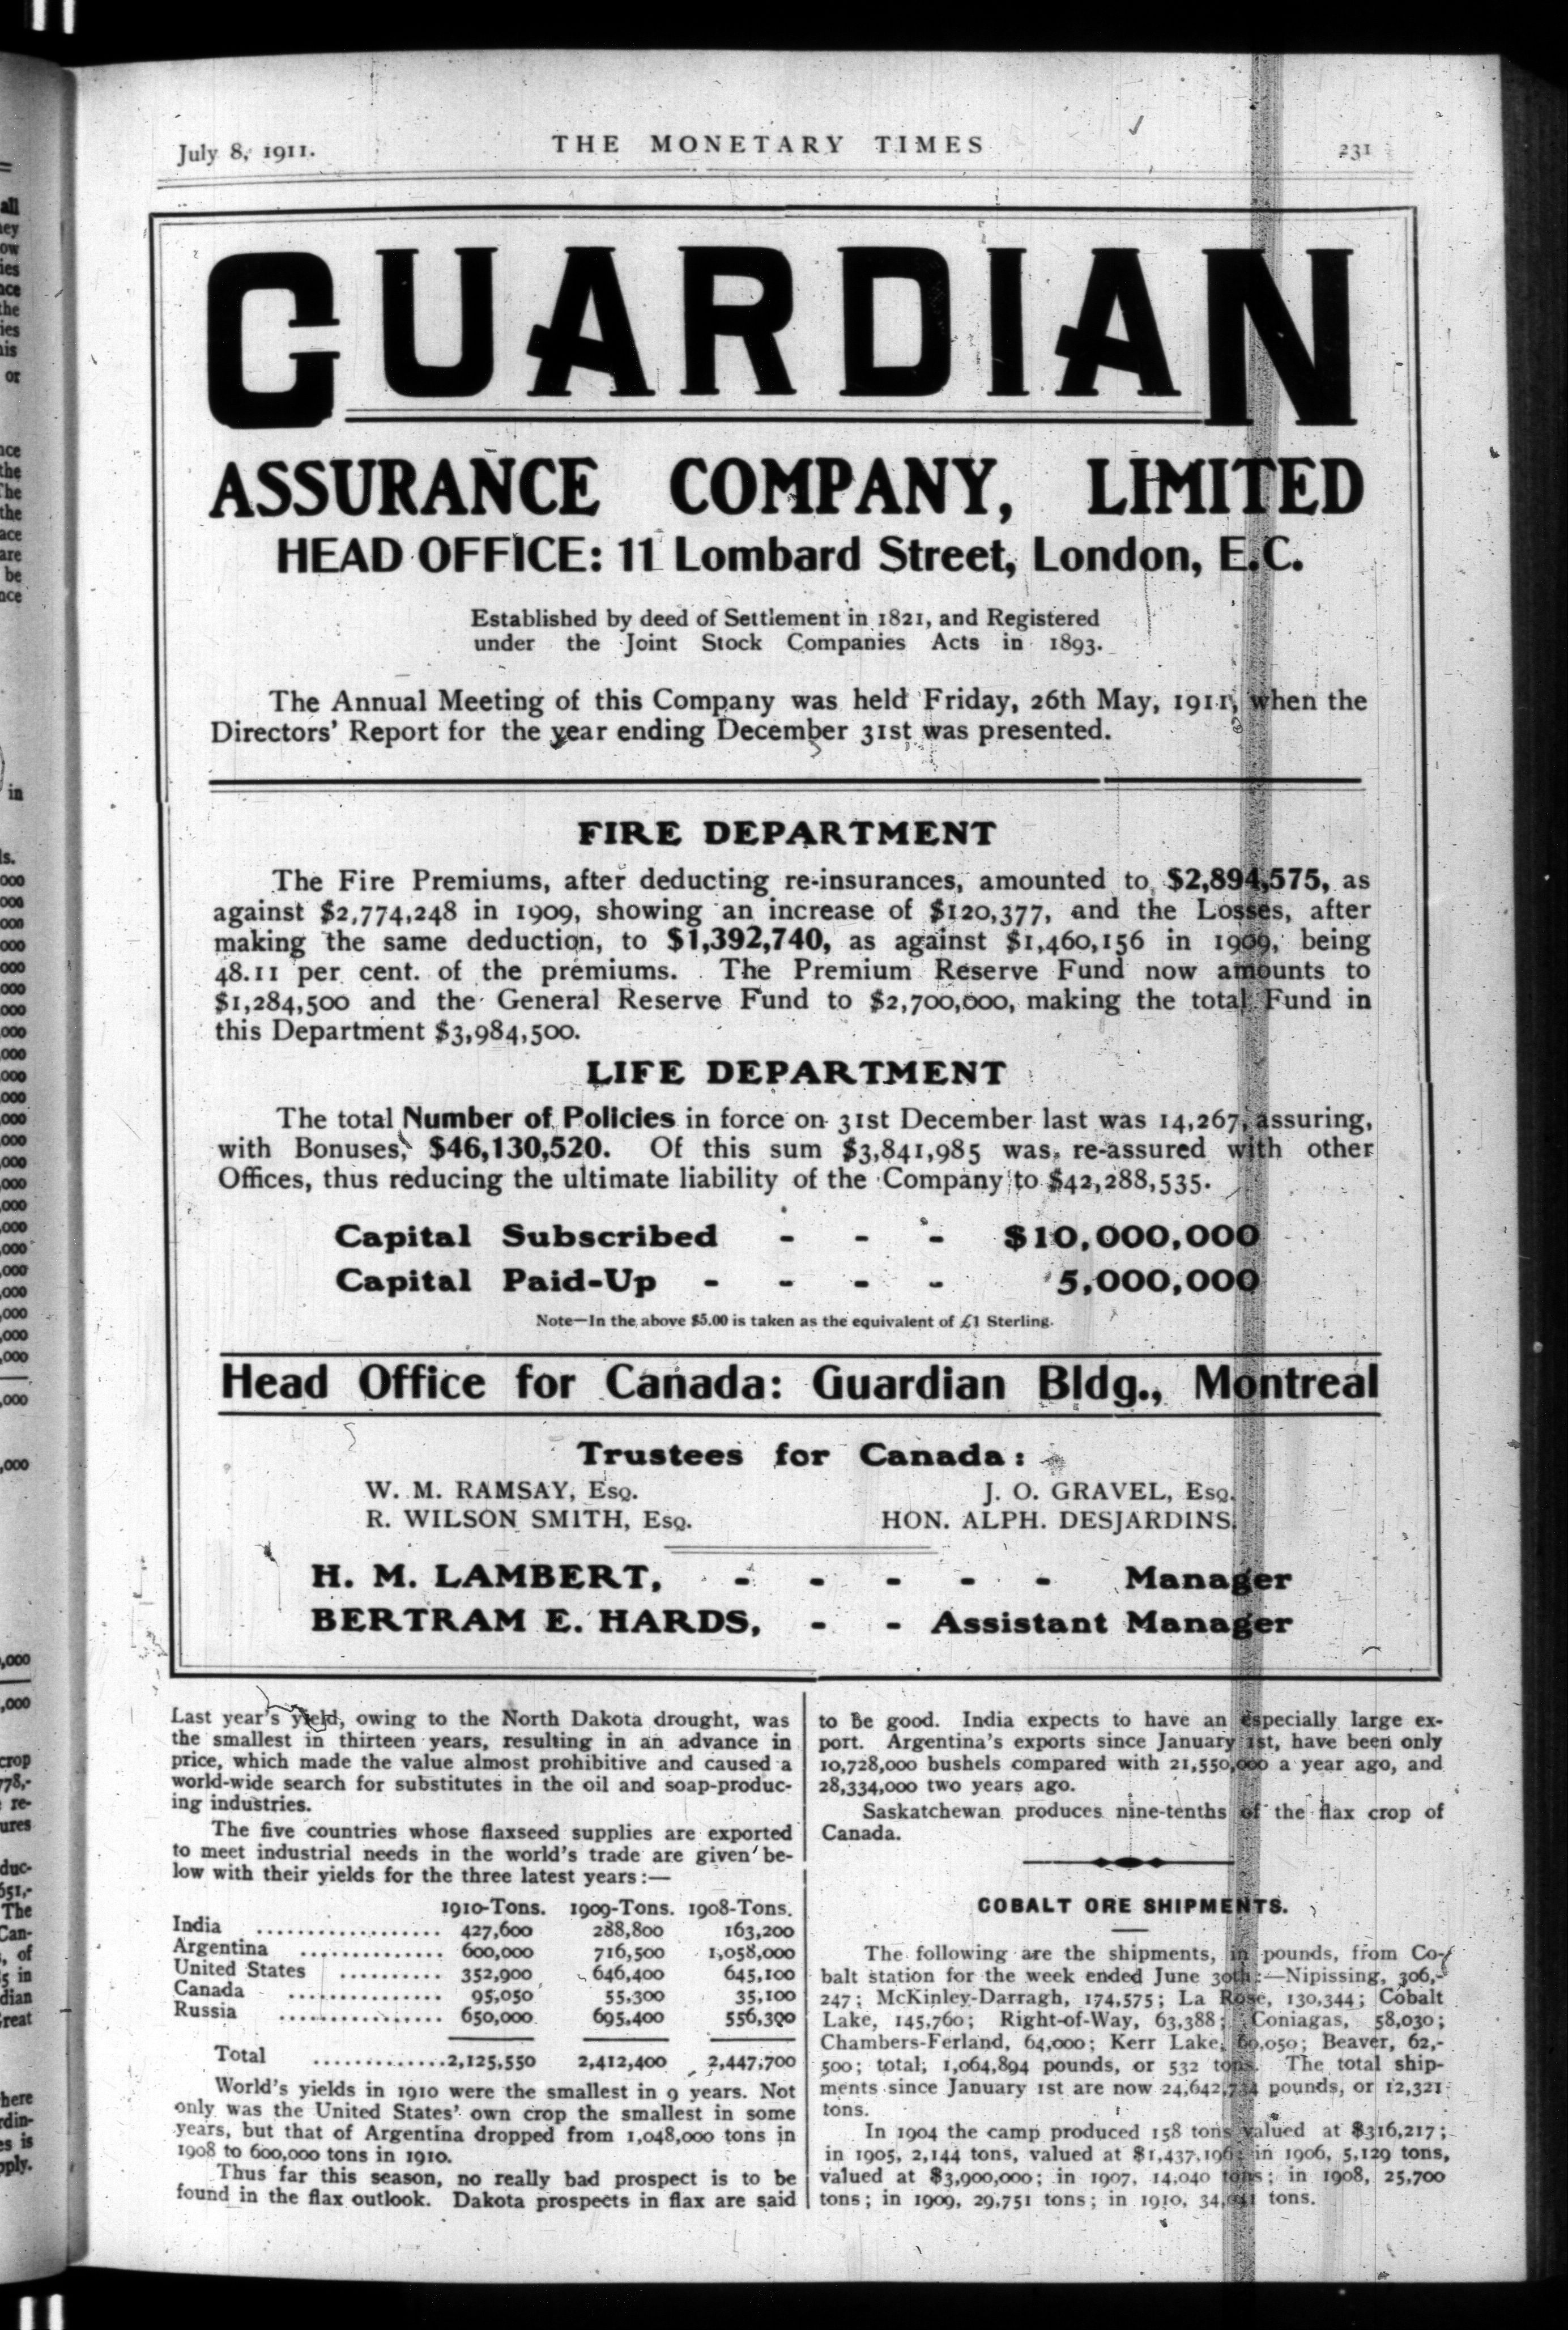 July 8, 1911.
THE MONETARY TIMES
231
GUARDIAN
ASSURANCE COMPANY, LIMITED
HEAD OFFICE: 11 Lombard Street, London, E.C.
Established by deed of Settlement in 1821, and Registered
under the Joint Stock Companies Acts in 1893.
The Annual Meeting of this Company was held Friday, 26th May, 1911, when the
Directors' Report for the year ending December 31st was presented.
FIRE DEPARTMENT
The Fire Premiums, after deducting re-insurances, amounted to $2,894,575, as
against $2,774,248 in 1909, showing an increase of $120,377, and the Losses, after
making the same deduction, to $1,392,740, as against $1,460,156 in 1909, being
48.11 per cent. of the premiums. The Premium Reserve Fund now amounts to
$1,284,500 and the General Reserve Fund to $2,700,000, making the total Fund in
this Department $3,984,500.
LIFE DEPARTMENT
The total Number of Policies in force on 31st December last was 14,267, assuring,
with Bonuses, $46,130,520. Of this sum $3,841,985 was re-assured with other
Offices, thus reducing the ultimate liability of the Company to $42,288,535.
Capital Subscribed - - - $10,000,000
Capital Paid-Up - - - - 5,000,000
Note—In the above $5.00 is taken as the equivalent of £1 Sterling.
Head Office for Canada: Guardian Bldg., Montreal
Trustees for Canada:
W. M. RAMSAY, Esq. J. O. GRAVEL, Esq.
R. WILSON SMITH, Esq. HON. ALPH. DESJARDINS.
H. M. LAMBERT, - - - - - Manager
BERTRAM E. HARDS, - - Assistant Manager
Last year's yield, owing to the North Dakota drought, was
the smallest in thirteen years, resulting in an advance in
price, which made the value almost prohibitive and caused a
world-wide search for substitutes in the oil and soap-produc-
ing industries.
The five countries whose flaxseed supplies are exported
to meet industrial needs in the world's trade are given be-
low with their yields for the three latest years:—
1910-Tons. 1909-Tons. 1908-Tons.
India .................. 427,600 288,800 163,200
Argentina .............. 600,000 716,500 1,058,000
United States .......... 352,900 646,400 645,100
Canada ............... 95,050 55,300 35,100
Russia ................ 650,000 695,400 556,300
Total .............2,125,550 2,412,400 2,447,700
World's yields in 1910 were the smallest in 9 years. Not
only was the United States' own crop the smallest in some
years, but that of Argentina dropped from 1,048,000 tons in
1908 to 600,000 tons in 1910.
Thus far this season, no really bad prospect is to be
found in the flax outlook. Dakota prospects in flax are said
to be good. India expects to have an especially large ex-
port. Argentina's exports since January 1st, have been only
10,728,000 bushels compared with 21,550,000 a year ago, and
28,334,000 two years ago.
Saskatchewan produces nine-tenths of the flax crop of
Canada.
COBALT ORE SHIPMENTS.
The following are the shipments, in pounds, from Co-
balt station for the week ended June 30th:—Nipissing, 306,-
247; McKinley-Darragh, 174,575; La Rose, 130,344; Cobalt
Lake, 145,760; Right-of-Way, 63,388; Coniagas, 58,030;
Chambers-Ferland, 64,000; Kerr Lake, 60,050; Beaver, 62,-
500; total, 1,064,894 pounds, or 532 tons. The total ship-
ments since January 1st are now 24,642,734 pounds, or 12,321
tons.
In 1904 the camp produced 158 tons valued at $316,217;
in 1905, 2,144 tons, valued at $1,437,196; in 1906, 5,129 tons,
valued at $3,900,000; in 1907, 14,040 tons; in 1908, 25,700
tons; in 1909, 29,751 tons; in 1910, tons.